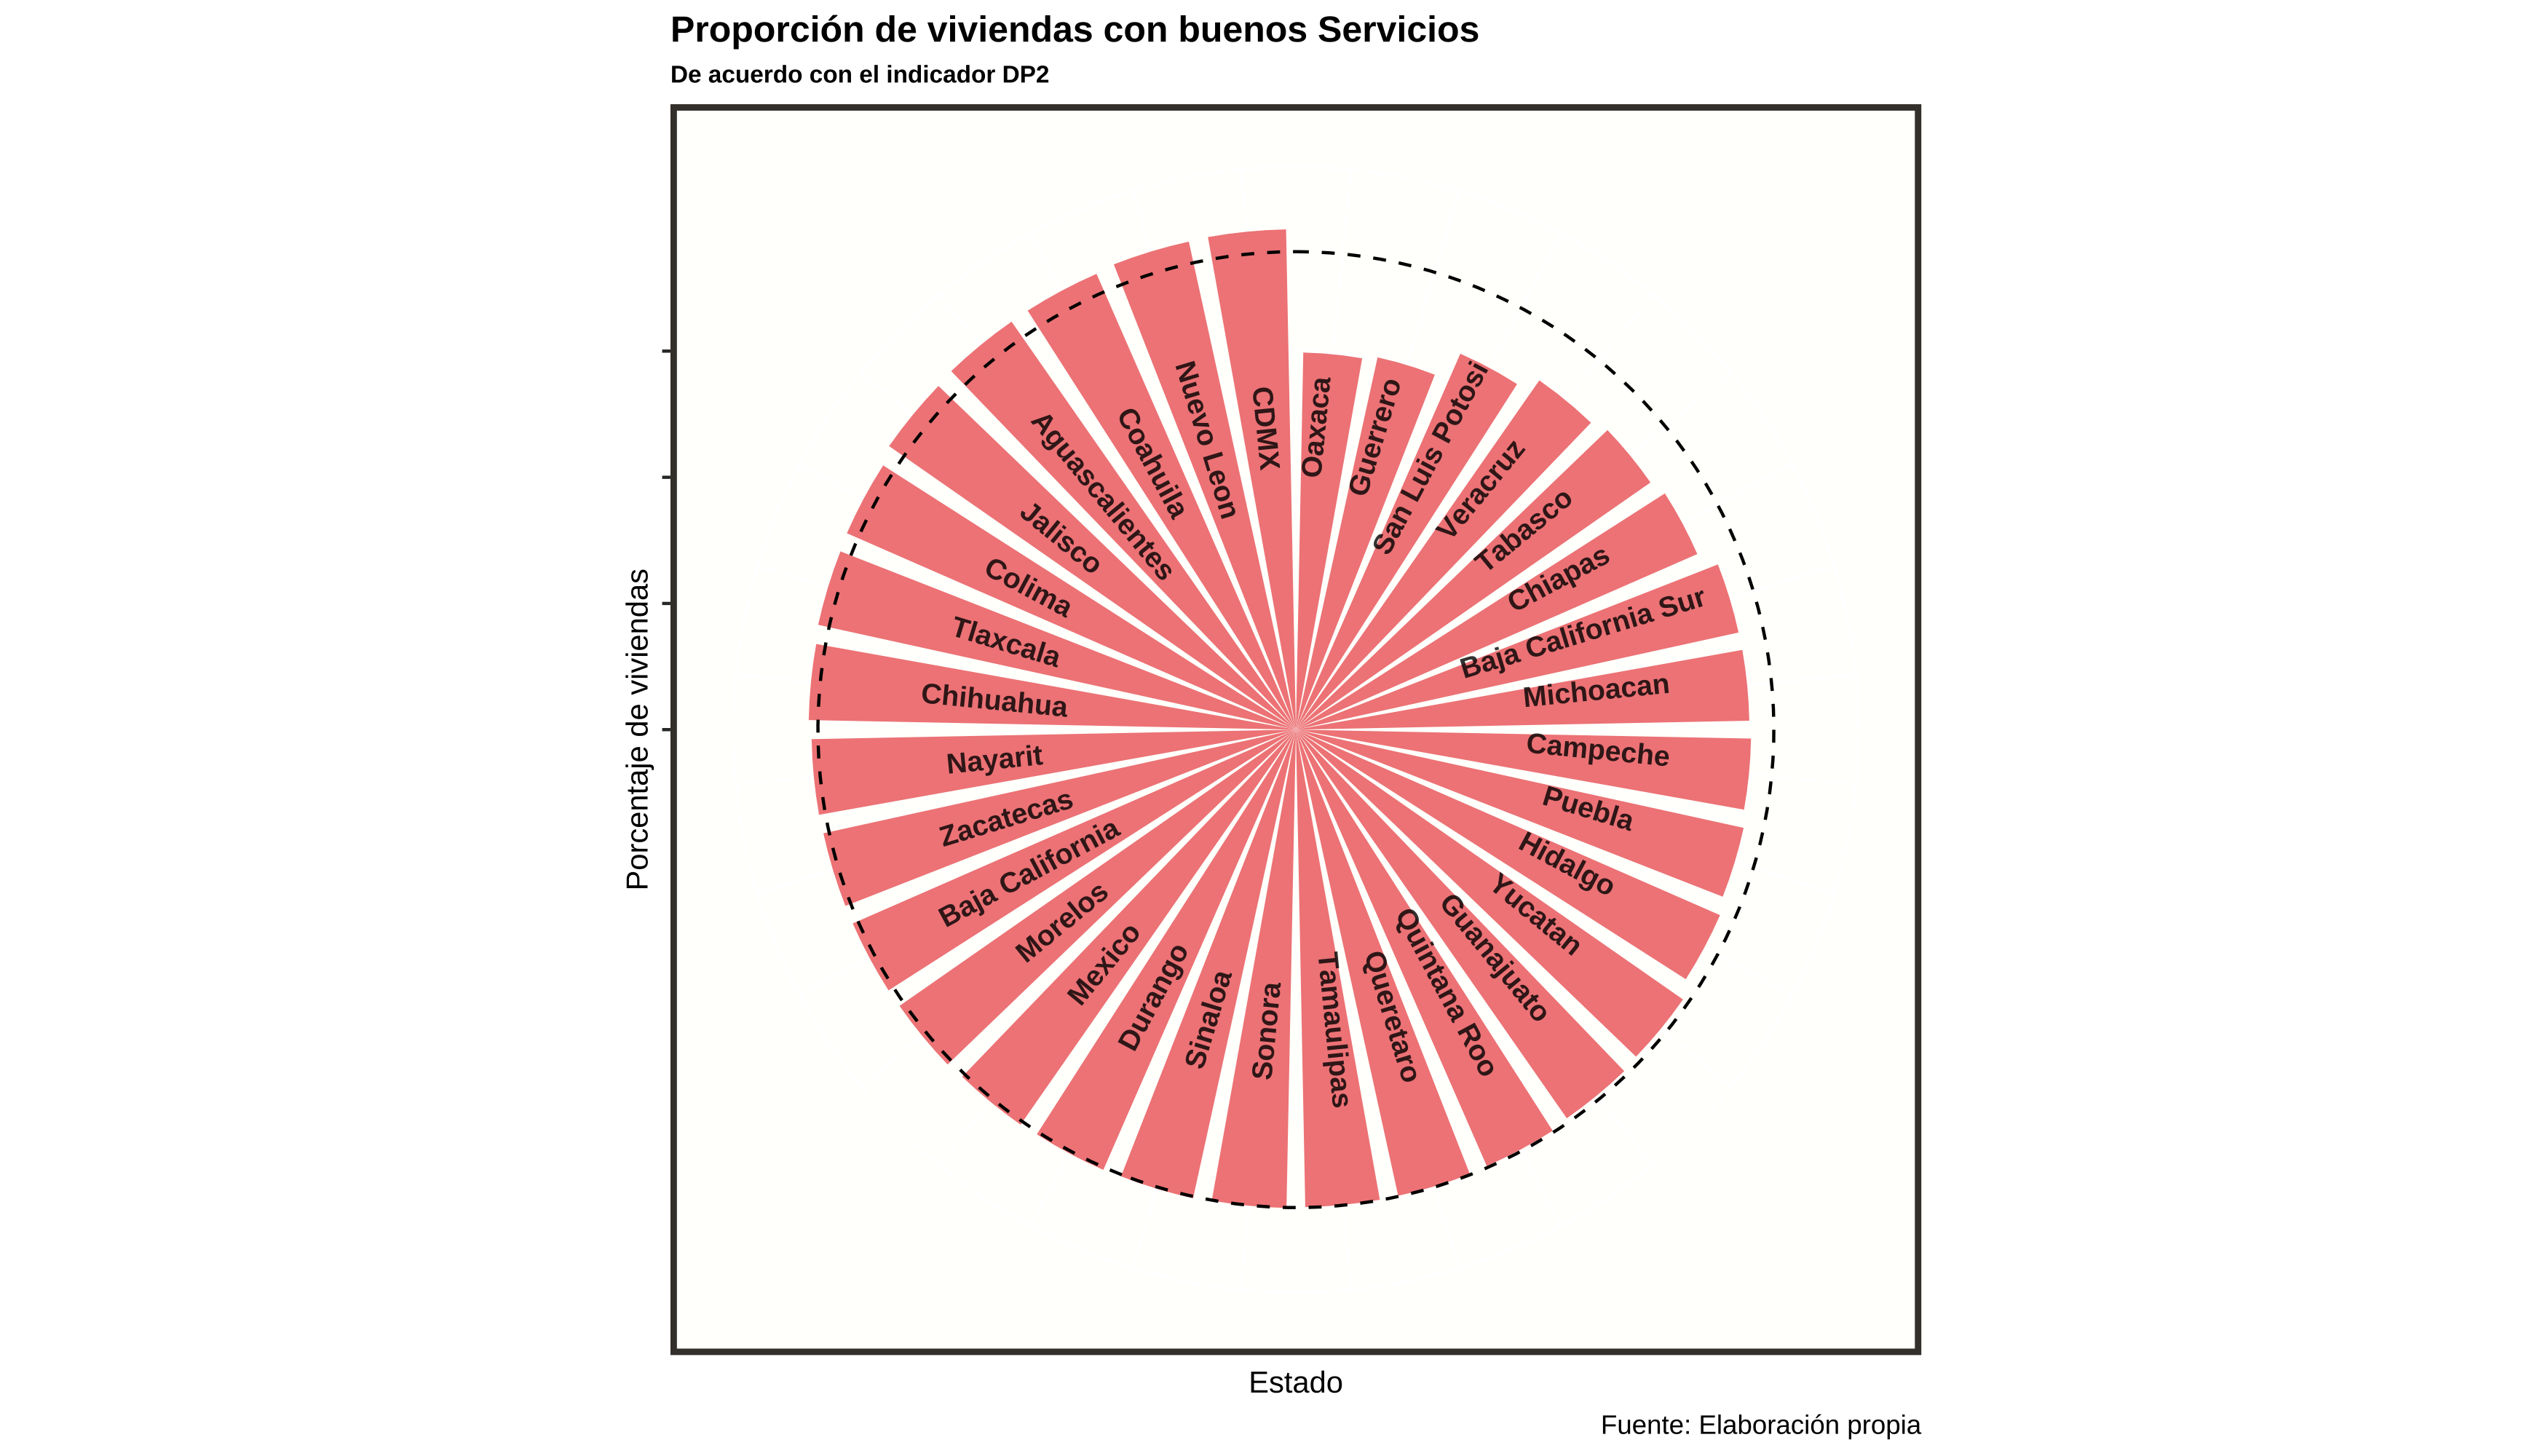 Proporción de viviendas con buenos Servicios
De acuerdo con el indicador DP2
Porcentaje de viviendas
Oaxaca
Guerrero
San Luis Potosi
Veracruz
Tabasco
Chiapas
Baja California Sur
Michoacan
Campeche
Puebla
Hidalgo
Yucatan
Guanajuato
Quintana Roo
Queretaro
Tamaulipas
Sonora
Sinaloa
Durango
Mexico
Morelos
Baja California
Zacatecas
Nayarit
Chihuahua
Tlaxcala
Colima
Jalisco
Aguascalientes
Coahuila
Nuevo Leon
CDMX
Estado
Fuente: Elaboración propia